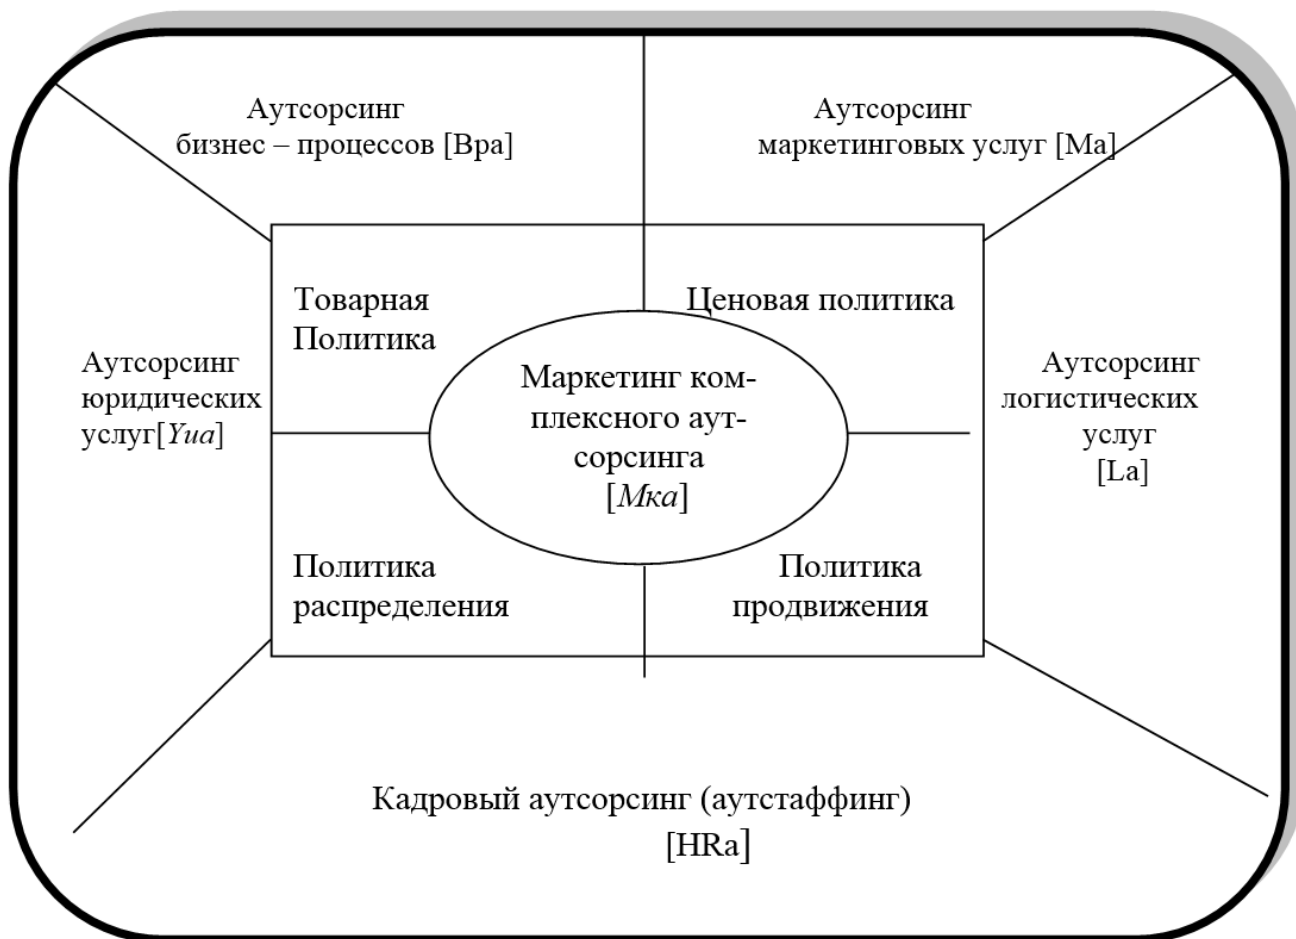 Аутсорсинг
бизнес – процессов [Bpa]
Аутсорсинг
маркетинговых услуг [Ma]
Товарная
Политика
Ценовая политика
Аутсорсинг
юридических
услуг[Yua]
Маркетинг ком-
плексного аут-
сорсинга
[Мка]
Аутсорсинг
логистических
услуг
[La]
Политика
распределения
Политика
продвижения
Кадровый аутсорсинг (аутстаффинг)
[HRa]